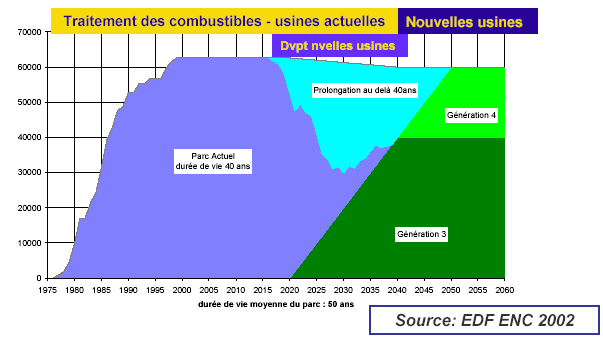 Traitement des combustibles - usines actuelles
Nouvelles usines
Dvpt nvelles usines
70000
60000
50000
40000
30000
20000
10000
0
Prolongation au delà 40ans
Génération 4
Parc Actuel
durée de vie 40 ans
Génération 3
1975 1980 1985 1990 1995 2000 2005 2010 2015 2020 2025 2030 2035 2040 2045 2050 2055 2060
durée de vie moyenne du parc : 50 ans
Source: EDF ENC 2002